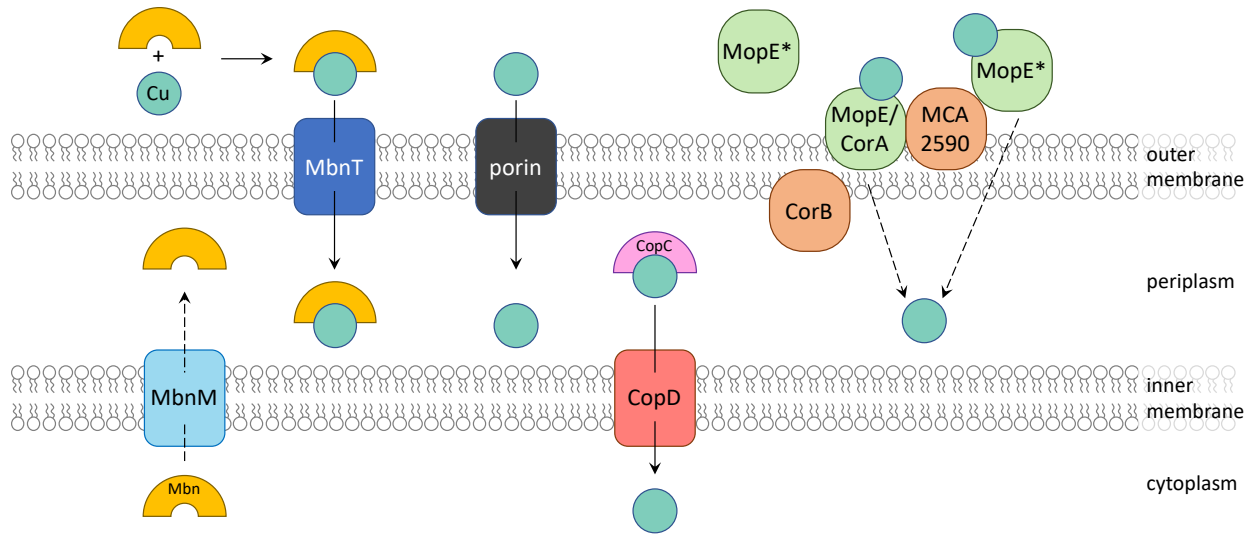 MopE*
MopE*
+
Cu
MopE/
CorA
MCA
2590
MbnT
porin
outer
membrane
CorB
CopC
periplasm
MbnM
CopD
inner
membrane
Mbn
cytoplasm